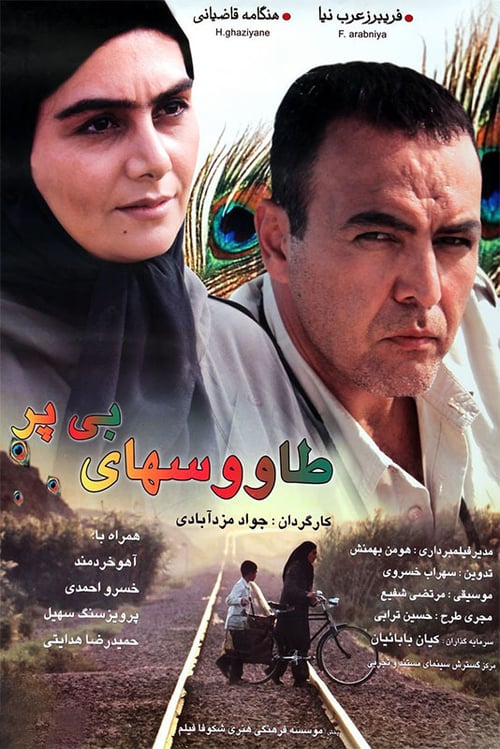 فریبرز عرب نیا
هنگامه قاضیانی
F. arabniya
H.ghaziyane
طاووسهای بی پر
کارگردان : جواد مزدآبادی
همراه با:
آهو خردمند
خسرو احمدی
پرویز سنگ سهیل
حمیدرضا هدایتی
مدیرفیلمبرداری : هومن بهمنش
تدوین : سهراب خسروی
موسیقی : مرتضی شفیع
مجری طرح : حسین ترابی
سرمایه گذاران : کیان بابائیان
مرکز گسترش سینمای مستند و تجربی
موسسه فرهنگی هنری شکوفا فیلم